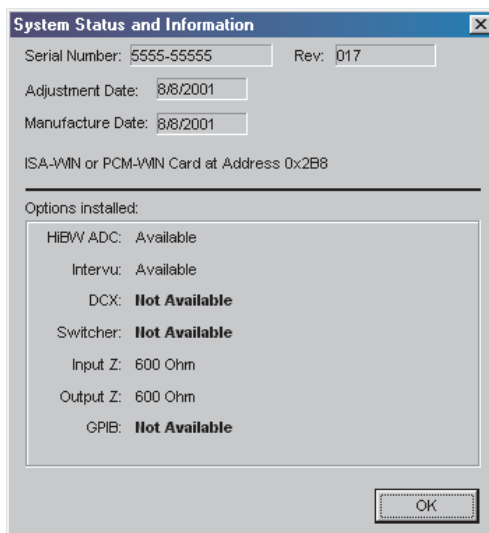 System Status and Information
Serial Number: 5555-55555 Rev: 017
Adjustment Date: 8/8/2001
Manufacture Date: 8/8/2001
ISA-WIN or PCM-WIN Card at Address 0x2B8
Options installed:
HiBW ADC: Available
Intervu: Available
DCX: Not Available
Switcher: Not Available
Input Z: 600 Ohm
Output Z: 600 Ohm
GPIB: Not Available
OK